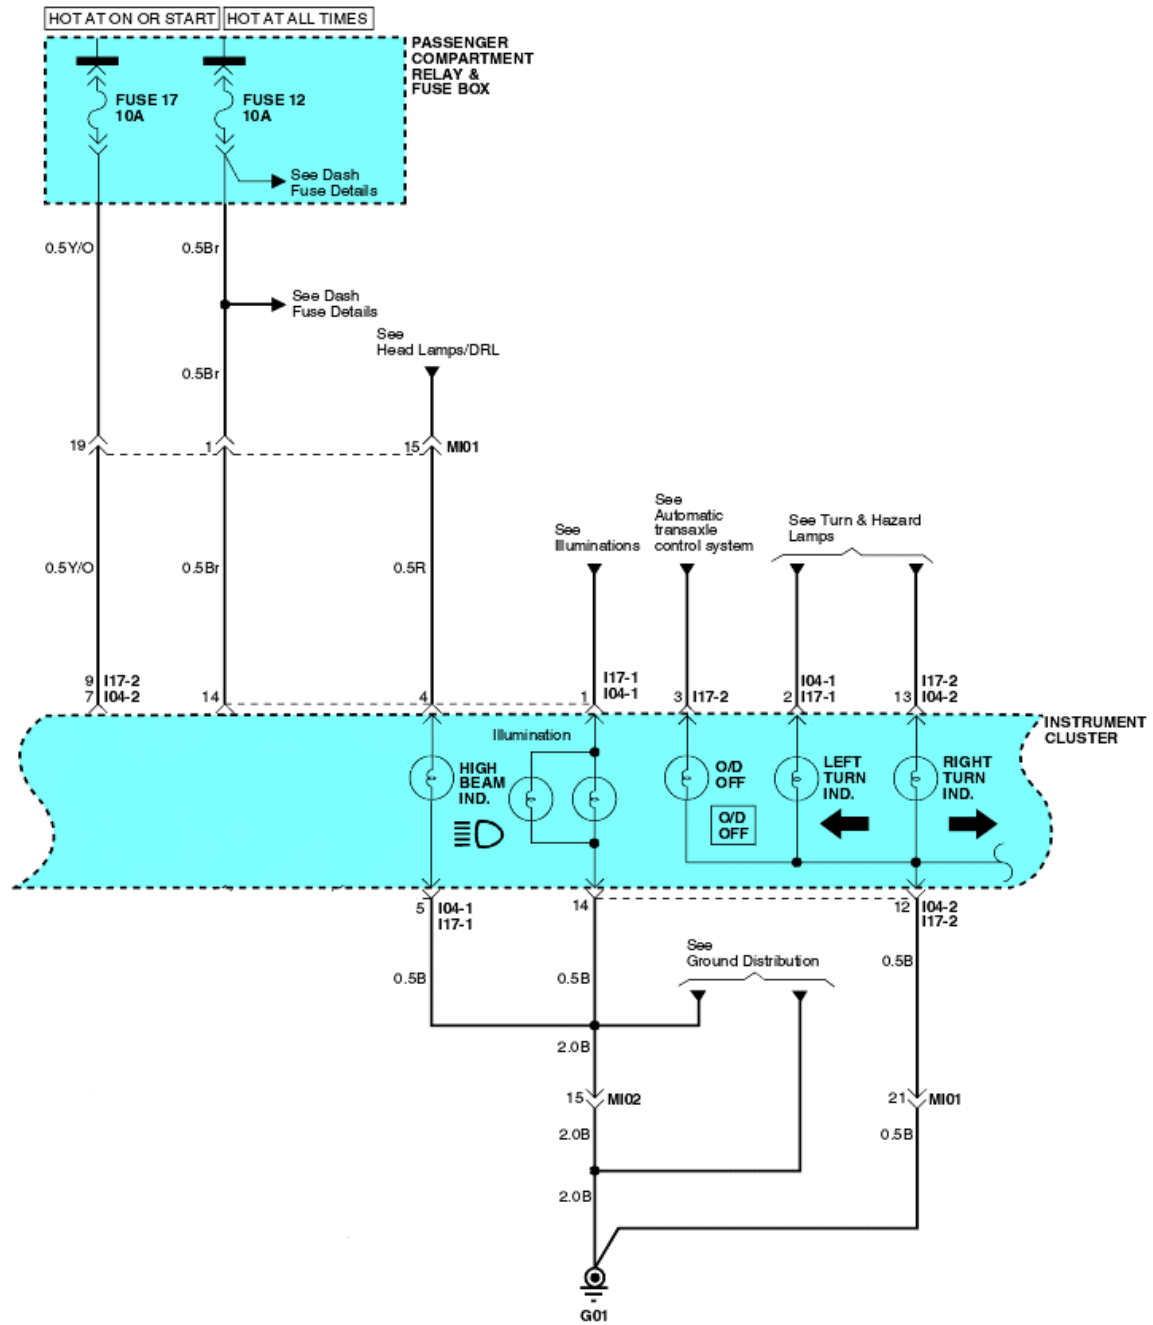 HOT AT ON OR START
HOT AT ALL TIMES
PASSENGER
COMPARTMENT
RELAY &
FUSE BOX
FUSE 17
10A
FUSE 12
10A
See Dash
Fuse Details
0.5Y/O
0.5Br
See Dash
Fuse Details
See
Head Lamps/DRL
0.5Br
19
1
15
MI01
See
Illuminations
See
Automatic
transaxle
control system
See Turn & Hazard
Lamps
0.5Y/O
0.5Br
0.5R
9 I17-2
7 I04-2
14
4
1
I17-1
I04-1
3 I17-2
2
I04-1
I17-1
13
I17-2
I04-2
INSTRUMENT
CLUSTER
Illumination
HIGH
BEAM
IND.
O/D
OFF
O/D
OFF
LEFT
TURN
IND.
RIGHT
TURN
IND.
5 I04-1
I17-1
14
12 I04-2
I17-2
See
Ground Distribution
0.5B
0.5B
0.5B
2.0B
15 MI02
21 MI01
2.0B
0.5B
2.0B
G01